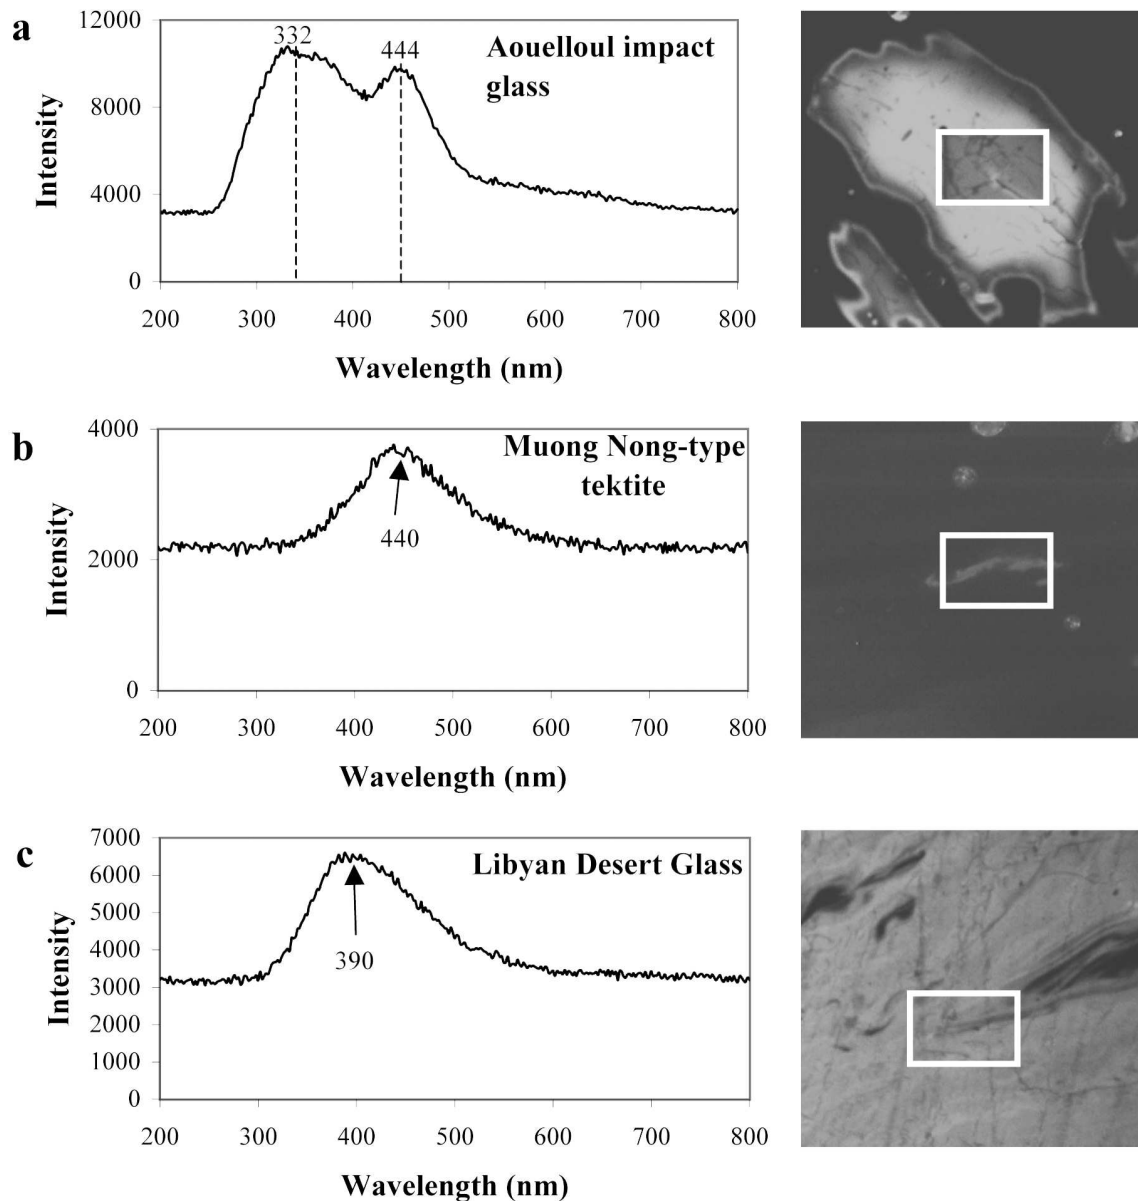 a
Aouelloul impact
glass
332
444
12000
8000
4000
0
Intensity
200 300 400 500 600 700 800
Wavelength (nm)
b
Muong Nong-type
tektite
440
4000
2000
0
Intensity
200 300 400 500 600 700 800
Wavelength (nm)
c
Libyan Desert Glass
390
7000
6000
5000
4000
3000
2000
1000
0
Intensity
200 300 400 500 600 700 800
Wavelength (nm)